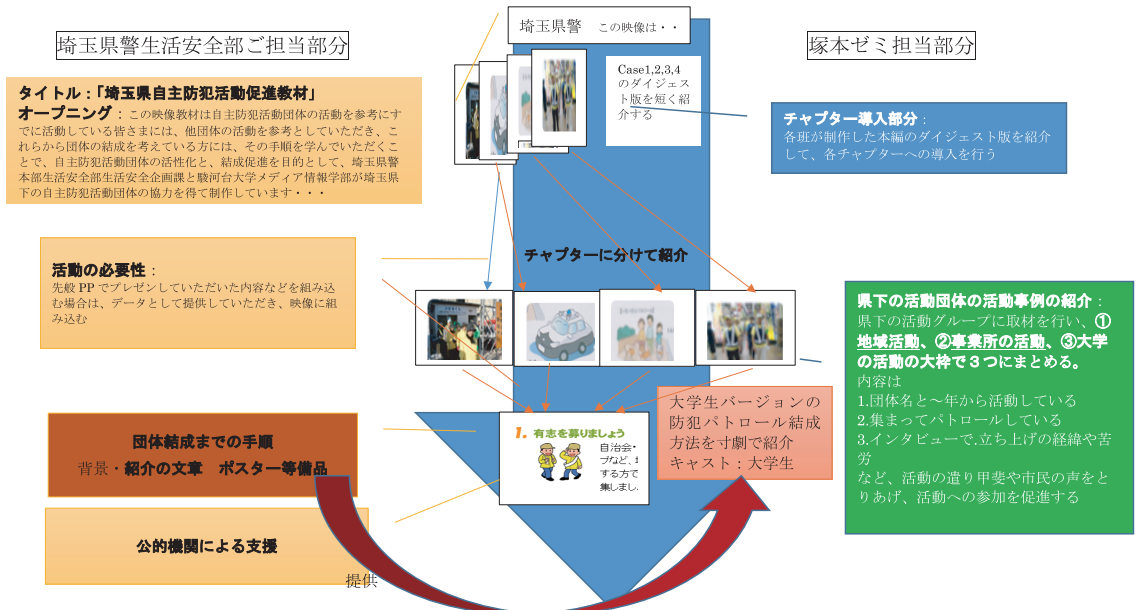 埼玉県警生活安全部ご担当部分
埼玉県警 この映像は・・
塚本ゼミ担当部分
タイトル：「埼玉県自主防犯活動促進教材」
オープニング：この映像教材は自主防犯活動団体の活動を参考にす
でに活動している皆さまには、他団体の活動を参考としていただき、こ
れらから団体の結成を考えている方には、その手順を学んでいただくこ
とで、自主防犯活動団体の活性化と、結成促進を目的として、埼玉県警
本部生活安全部生活安全企画課と駿河台大学メディア情報学部が埼玉県
下の自主防犯活動団体の協力を得て制作しています・・・
Case1,2,3,4
のダイジェス
ト版を短く紹
介する
チャプター導入部分：
各班が制作した本編のダイジェスト版を紹介
して、各チャプターへの導入を行う
チャプターに分けて紹介
活動の必要性：
先般 PP でプレゼンしていただいた内容などを組み込
む場合は、データとして提供していただき、映像に組
み込む
県下の活動団体の活動事例の紹介：
県下の活動グループに取材を行い、①
地域活動、②事業所の活動、③大学
の活動の大枠で３つにまとめる。
内容は
1.団体名と～年から活動している
2.集まってパトロールしている
3.インタビューで,立ち上げの経緯や苦
労
など、活動の遣り甲斐や市民の声をと
りあげ、活動への参加を促進する
大学生バージョンの
防犯パトロール結成
方法を寸劇で紹介
キャスト：大学生
1. 有志を募りましょう
自治会・
プなど、
する方で
集しまし
団体結成までの手順
背景・紹介の文章 ポスター等備品
公的機関による支援
提供